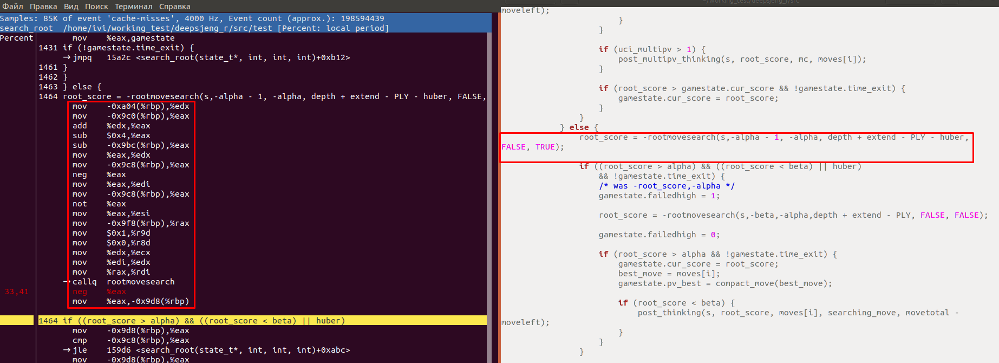 Файл Правка Вид Поиск Терминал Справка
Samples: 85K of event 'cache-misses', 4000 Hz, Event count (approx.): 198594439
search_root /home/ivi/working_test/deepsjeng_r/src/test [Percent: local period]
Percent mov %eax,gamestate
1431 if (!gamestate.time_exit) {
→jmpq 15a2c <search_root(state_t*, int, int, int)+0xb12>
1461 }
1462 }
1463 } else {
1464 root_score = -rootmovesearch(s,-alpha - 1, -alpha, depth + extend - PLY - huber, FALSE,
mov -0xa04(%rbp),%edx
mov -0x9c0(%rbp),%eax
add %edx,%eax
sub $0x4,%eax
sub -0x9bc(%rbp),%eax
mov %eax,%edx
mov -0x9c8(%rbp),%eax
neg %eax
mov %eax,%edi
mov -0x9c8(%rbp),%eax
not %eax
mov %eax,%esi
mov -0x9f8(%rbp),%rax
mov $0x1,%r9d
mov $0x0,%r8d
mov %edx,%ecx
mov %edi,%edx
mov %rax,%rdi
→callq rootmovesearch
33,41 neg %eax
mov %eax,-0x9d8(%rbp)
1464 if ((root_score > alpha) && ((root_score < beta) || huber)
mov -0x9d8(%rbp),%eax
cmp -0x9c8(%rbp),%eax
→jle 159d6 <search_root(state_t*, int, int, int)+0xabc>
mov -0x9d8(%rbp),%eax
~/working_test/deepsjeng_r/src
moveleft);
}
}
if (uci_multipv > 1) {
post_multipv_thinking(s, root_score, mc, moves[i]);
}
if (root_score > gamestate.cur_score && !gamestate.time_exit) {
gamestate.cur_score = root_score;
}
}
} else {
root_score = -rootmovesearch(s,-alpha - 1, -alpha, depth + extend - PLY - huber,
FALSE, TRUE);
if ((root_score > alpha) && ((root_score < beta) || huber)
&& !gamestate.time_exit) {
/* was -root_score,-alpha */
gamestate.failedhigh = 1;
root_score = -rootmovesearch(s,-beta,-alpha,depth + extend - PLY, FALSE, FALSE);
gamestate.failedhigh = 0;
if (root_score > alpha && !gamestate.time_exit) {
gamestate.cur_score = root_score;
best_move = moves[i];
gamestate.pv_best = compact_move(best_move);
if (root_score < beta) {
post_thinking(s, root_score, moves[i], searching_move, movetotal -
moveleft);
}
}
}